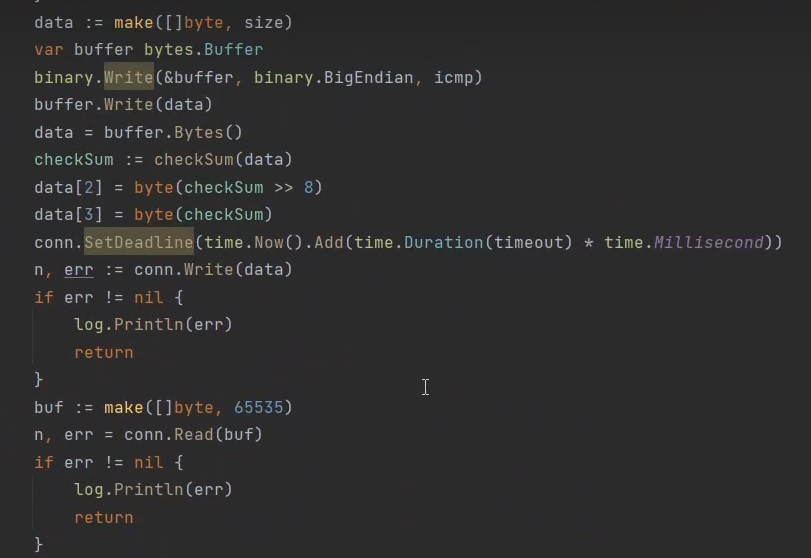 data := make([]byte, size)
var buffer bytes.Buffer
binary.Write(&buffer, binary.BigEndian, icmp)
buffer.Write(data)
data = buffer.Bytes()
checkSum := checkSum(data)
data[2] = byte(checkSum >> 8)
data[3] = byte(checkSum)
conn.SetDeadline(time.Now().Add(time.Duration(timeout) * time.Millisecond))
n, err := conn.Write(data)
if err != nil {
    log.Println(err)
    return
}
buf := make([]byte, 65535)
n, err = conn.Read(buf)
if err != nil {
    log.Println(err)
    return
}